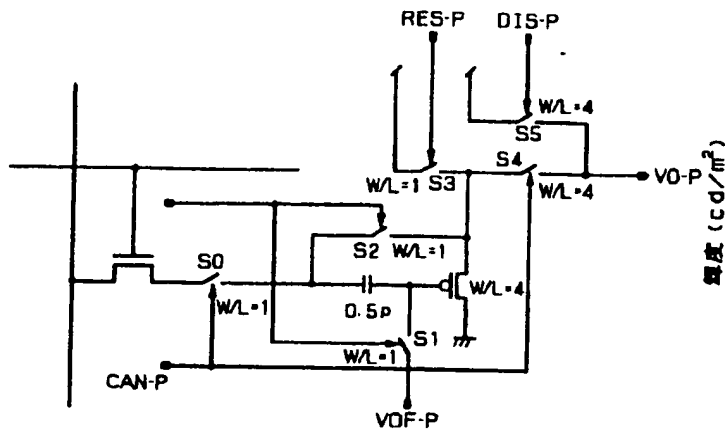 RES-P DIS-P
W/L=4
S5
S4
W/L=1 S3
W/L=4
VO-P
S2 W/L=1
S0
W/L=1
0.5p
W/L=4
S1
W/L=1
CAN-P
VOF-P
輝度 (cd/m²)